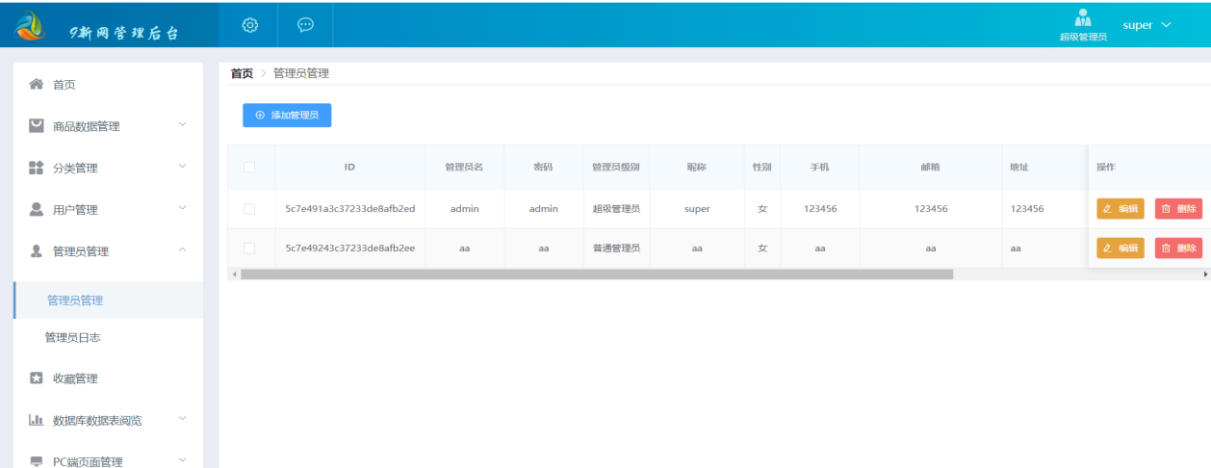 9新网管理后台
超级管理员
super
首页
商品数据管理
分类管理
用户管理
管理员管理
管理员管理
管理员日志
收藏管理
数据库数据表阅览
PC端页面管理
首页 > 管理员管理
添加管理员
ID 管理员名 密码 管理员级别 昵称 性别 手机 邮箱 地址 操作
5c7e491a3c37233de8afb2ed admin admin 超级管理员 super 女 123456 123456 123456 编辑 删除
5c7e49243c37233de8afb2ee aa aa 普通管理员 aa 女 aa aa aa 编辑 删除